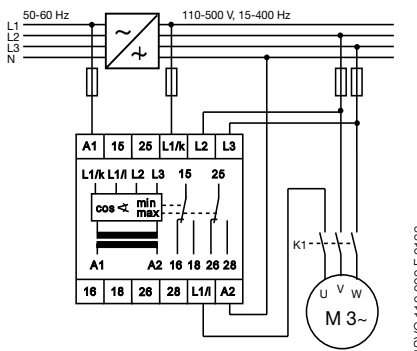 50-60 Hz 110-500 V, 15-400 Hz
L1
L2
L3
N
A1 15 25 L1/k L2 L3
L1/k L1/l L2 L3 15 25
cos ∢ min
max
A1 A2 16 18 26 28
16 18 26 28 L1/l A2
K1
U V W
M 3~